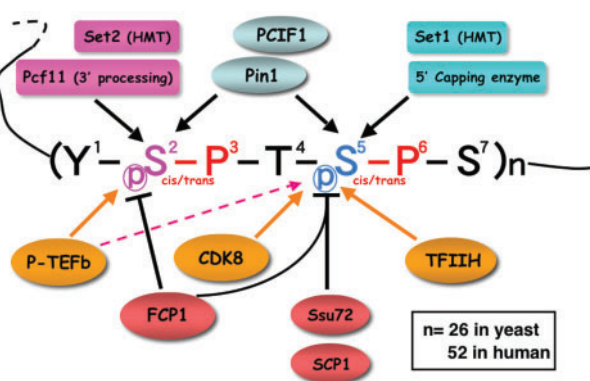 Set2 (HMT)
PCIF1
Set1 (HMT)
Pcf11 (3' processing)
Pin1
5' Capping enzyme
(Y¹–pS²–P³–T⁴–pS⁵–P⁶–S⁷)n
cis/trans
cis/trans
P-TEFb
CDK8
TFIIH
FCP1
Ssu72
SCP1
n= 26 in yeast
52 in human